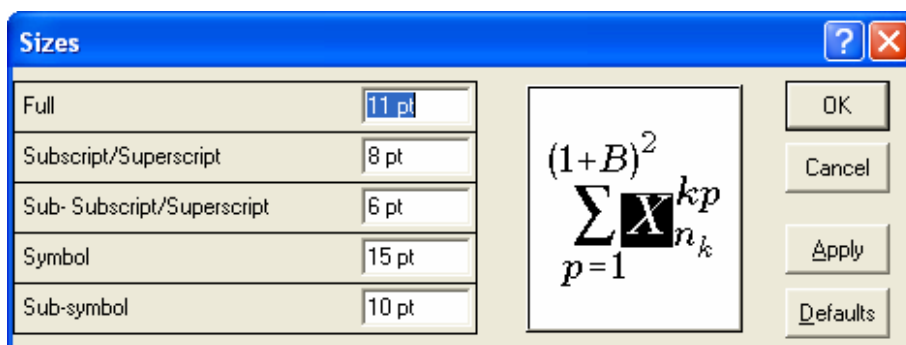 Sizes
Full 11 pt
Subscript/Superscript 8 pt
Sub- Subscript/Superscript 6 pt
Symbol 15 pt
Sub-symbol 10 pt
(1+B)²
∑ X kp
n_k
p=1
OK
Cancel
Apply
Defaults